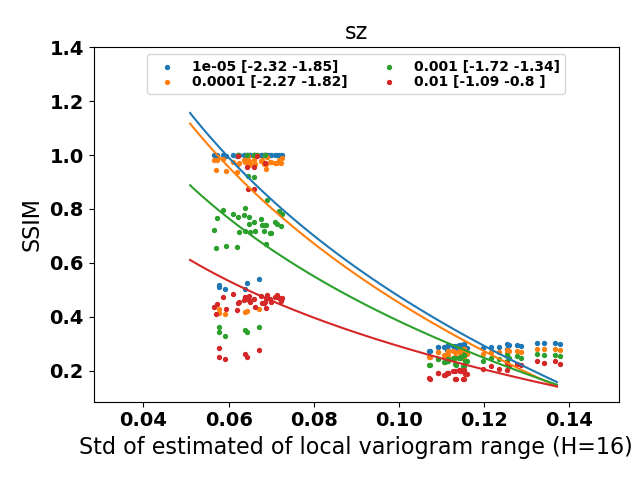 sz
1e-05 [-2.32 -1.85]
0.0001 [-2.27 -1.82]
0.001 [-1.72 -1.34]
0.01 [-1.09 -0.8 ]
SSIM
1.4
1.2
1.0
0.8
0.6
0.4
0.2
0.04 0.06 0.08 0.10 0.12 0.14
Std of estimated of local variogram range (H=16)